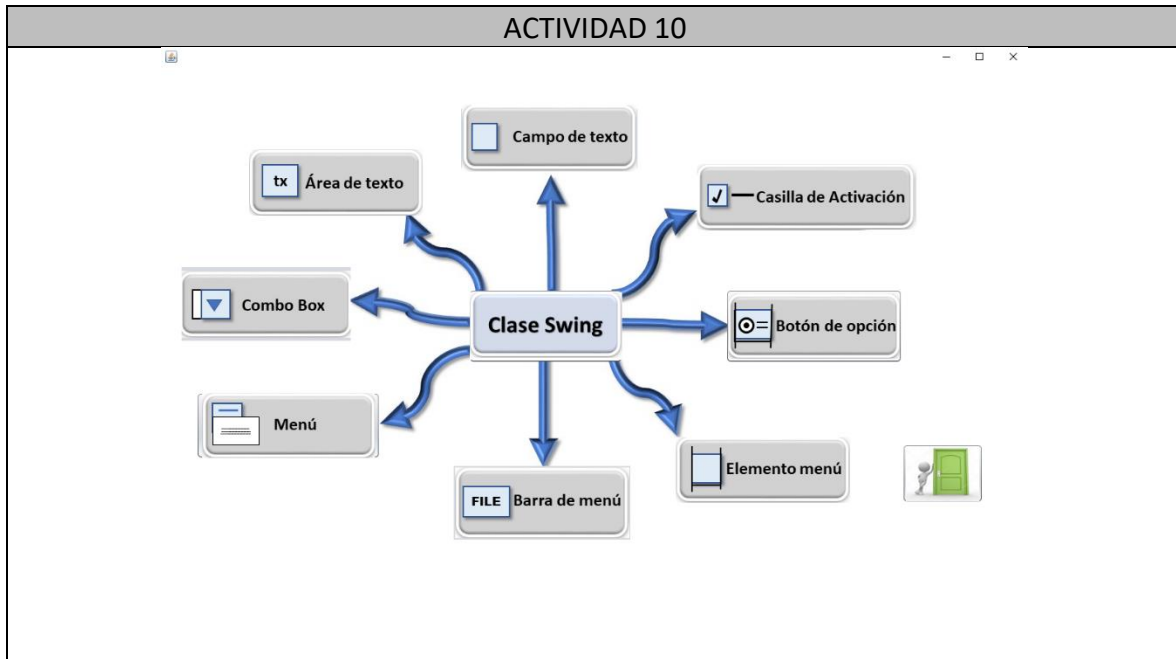 ACTIVIDAD 10
Campo de texto
tx Área de texto
Casilla de Activación
Combo Box
Clase Swing
Botón de opción
Menú
Elemento menú
FILE Barra de menú